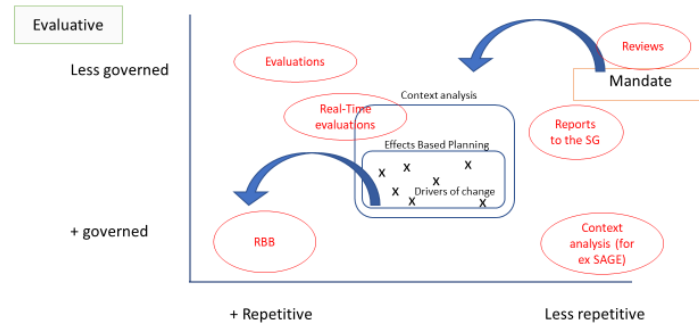 Evaluative
Less governed
+ governed
Evaluations
Real-Time
evaluations
RBB
Context analysis
Effects Based Planning
X
X
X
X
X
X
X
Drivers of change
Reviews
Mandate
Reports
to the SG
Context
analysis (for
ex SAGE)
+ Repetitive
Less repetitive